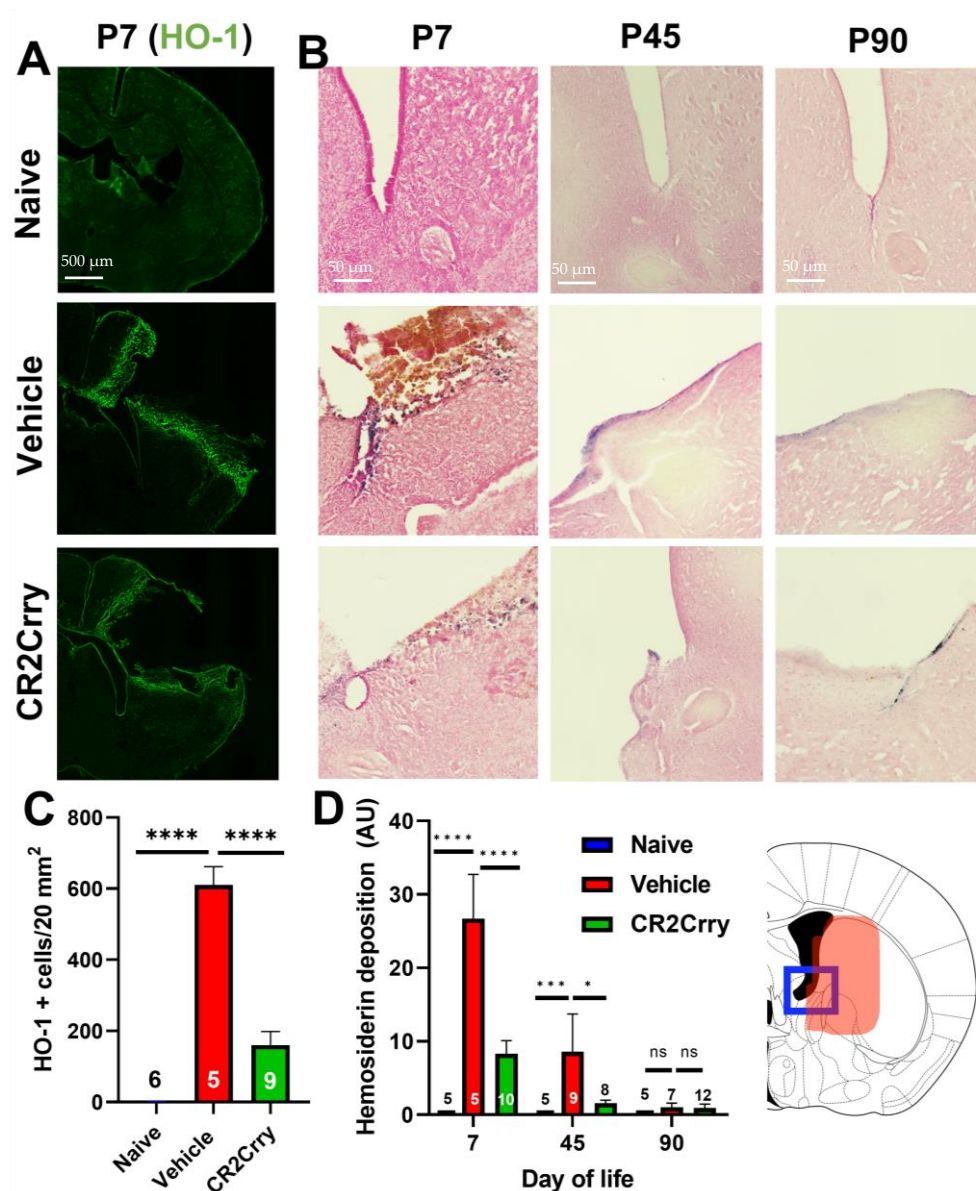 A
P7 (HO-1)
B
P7
P45
P90
Naive
500 μm
50 μm
50 μm
50 μm
Vehicle
CR2Crry
C
HO-1 + cells/20 mm²
800
600
400
200
0
****
****
6
5
9
Naive
Vehicle
CR2Crry
D
Hemosiderin deposition (AU)
40
30
20
10
0
****
****
***
*
ns
ns
5
5
10
5
9
8
5
7
12
7
45
90
Day of life
Naive
Vehicle
CR2Crry